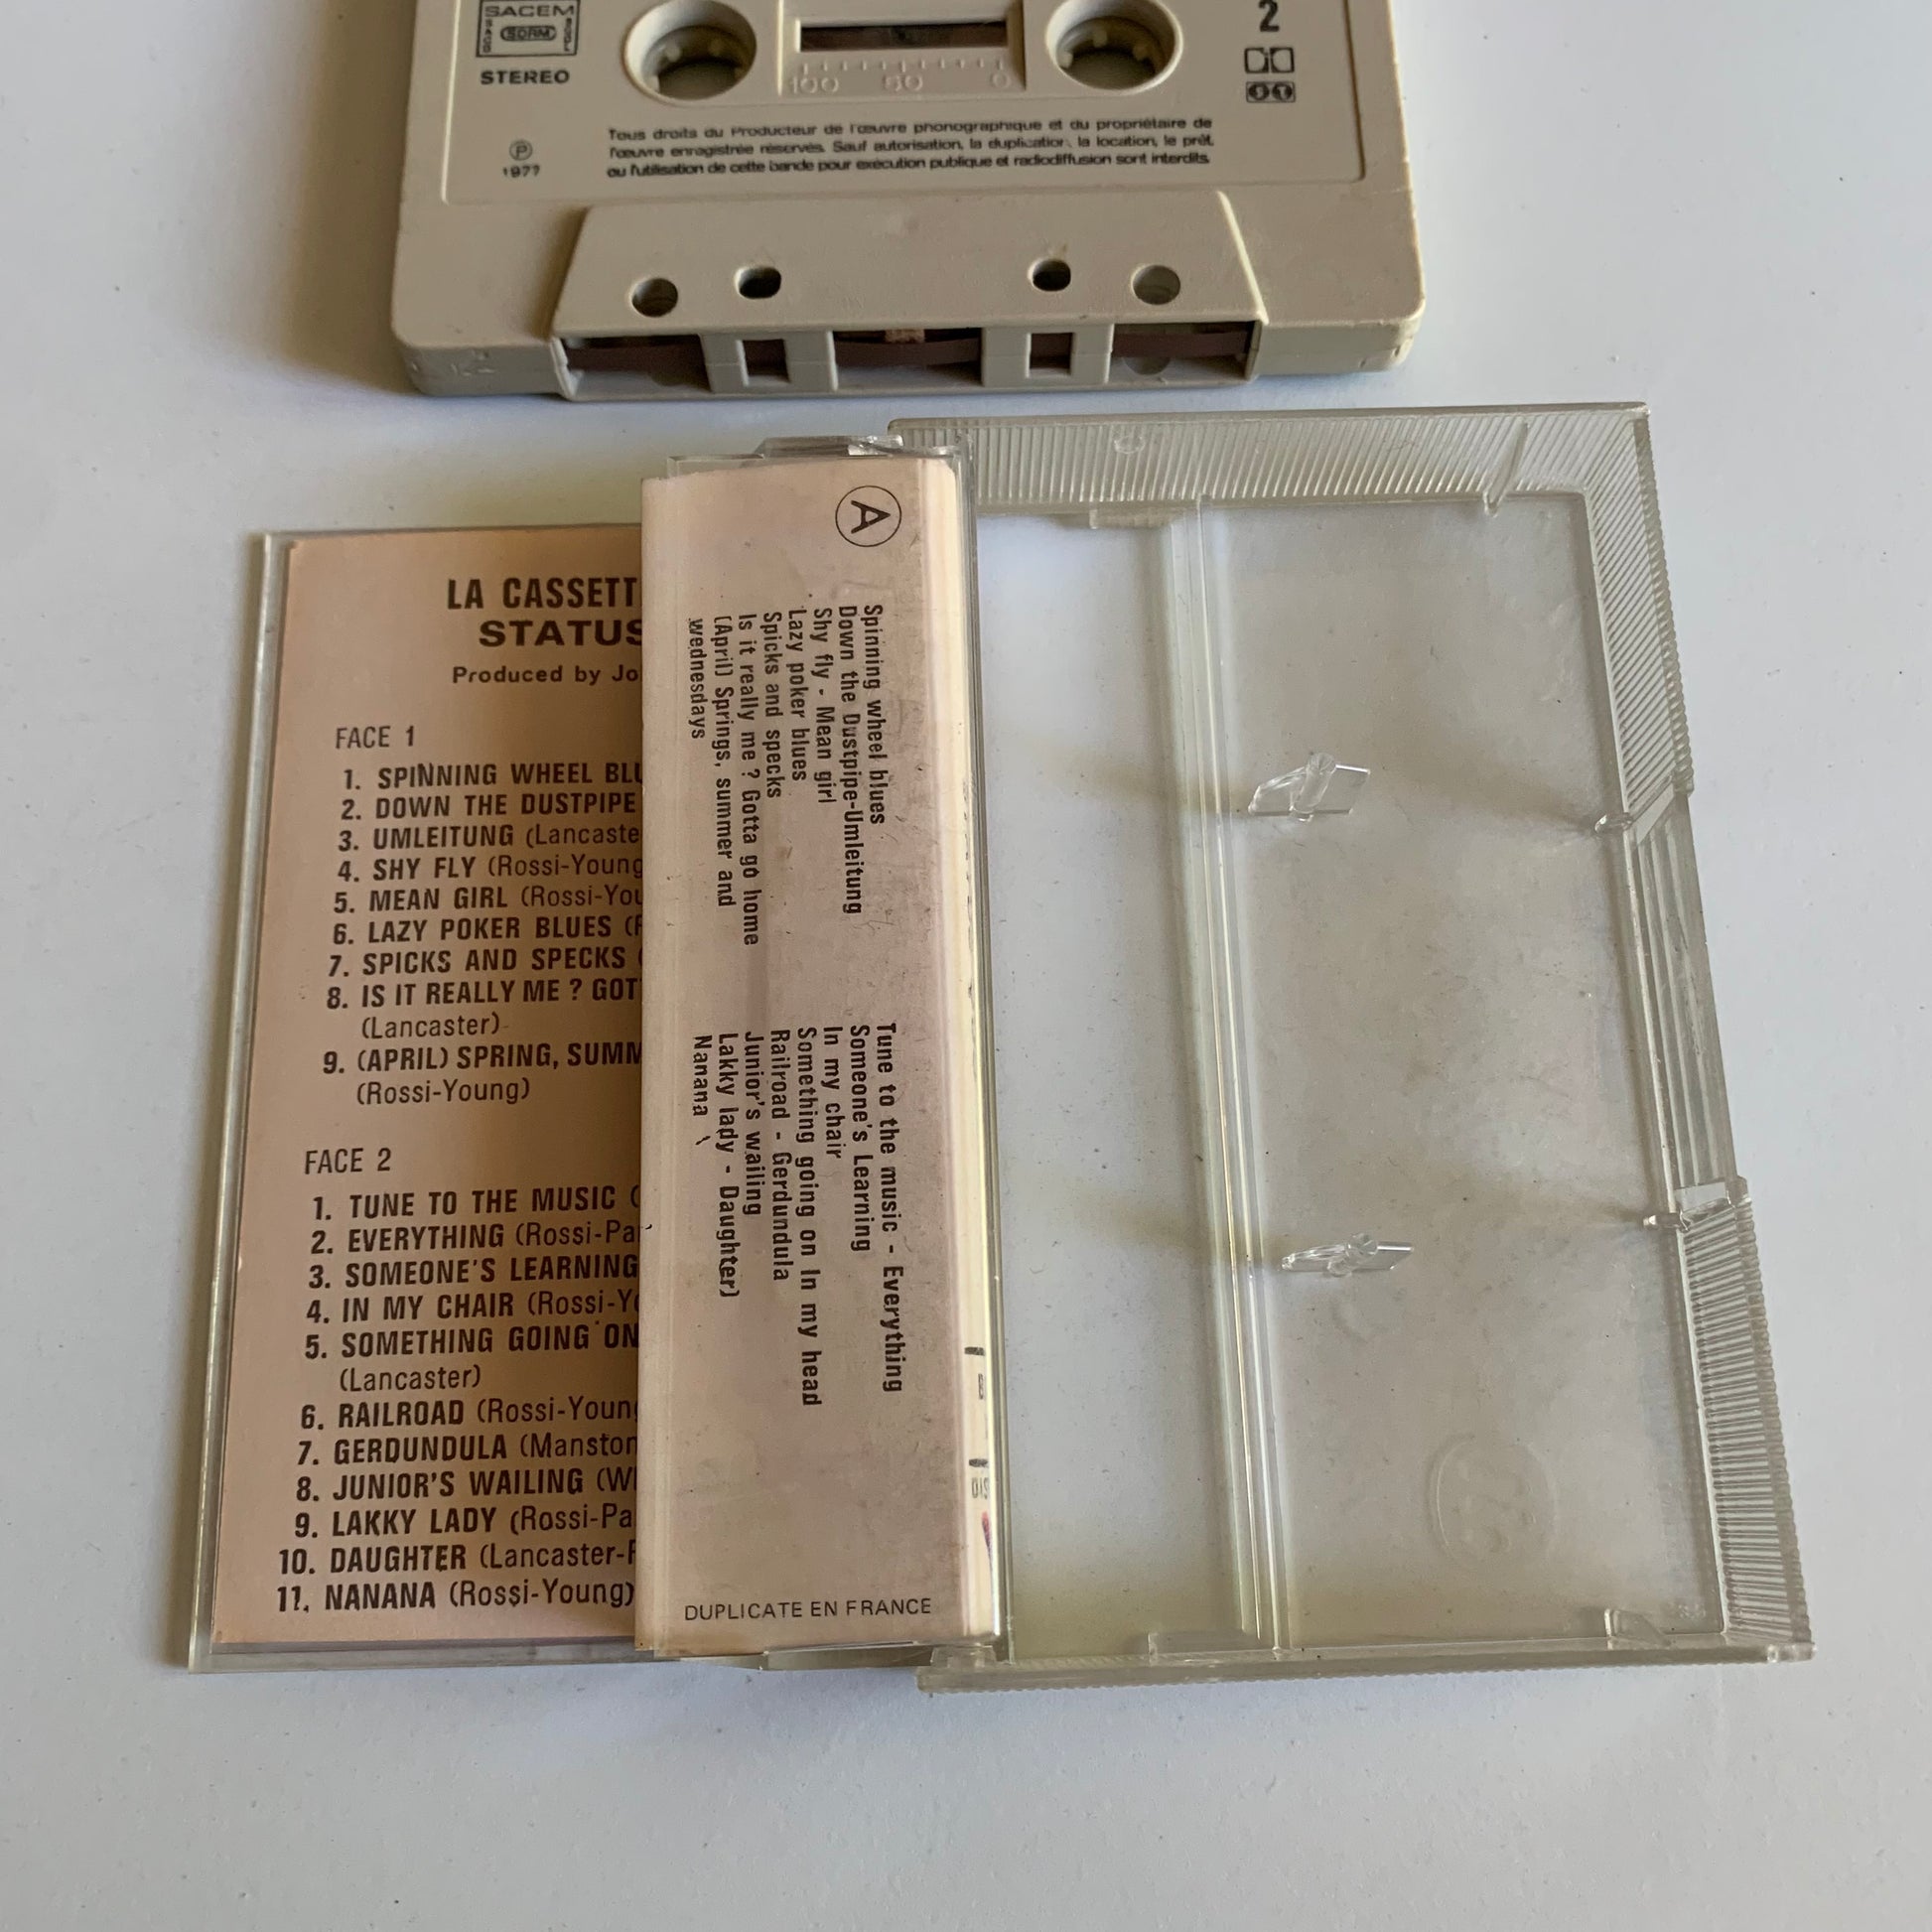 SACEM
SDRM
STEREO
2
100 50 0
Ⓟ
1977
Tous droits du Producteur de l'œuvre phonographique et du propriétaire de
l'œuvre enregistrée réservés. Sauf autorisation, la duplication, la location, le prêt,
ou l'utilisation de cette bande pour exécution publique et radiodiffusion sont interdits.
LA CASSETT
STATUS
Produced by Jo
FACE 1
1. SPINNING WHEEL BLU
2. DOWN THE DUSTPIPE
3. UMLEITUNG (Lancaste
4. SHY FLY (Rossi-Young
5. MEAN GIRL (Rossi-You
6. LAZY POKER BLUES (
7. SPICKS AND SPECKS (
8. IS IT REALLY ME ? GOT
(Lancaster)
9. (APRIL) SPRING, SUMM
(Rossi-Young)
FACE 2
1. TUNE TO THE MUSIC (
2. EVERYTHING (Rossi-Pa
3. SOMEONE'S LEARNING
4. IN MY CHAIR (Rossi-Yo
5. SOMETHING GOING ON
(Lancaster)
6. RAILROAD (Rossi-Youn
7. GERDUNDULA (Manston
8. JUNIOR'S WAILING (W
9. LAKKY LADY (Rossi-Pa
10. DAUGHTER (Lancaster-
11. NANANA (Rossi-Young)
A
Spinning wheel blues
Down the Dustpipe-Umleitung
Shy fly - Mean girl
Lazy poker blues
Spicks and specks
Is it really me ? Gotta go home
(April) Springs, summer and
wednesdays
Tune to the music - Everything
Someone's Learning
In my chair
Something going on In my head
Railroad - Gerdundula
Junior's wailing
Lakky lady - Daughter)
Nanana
DUPLICATE EN FRANCE